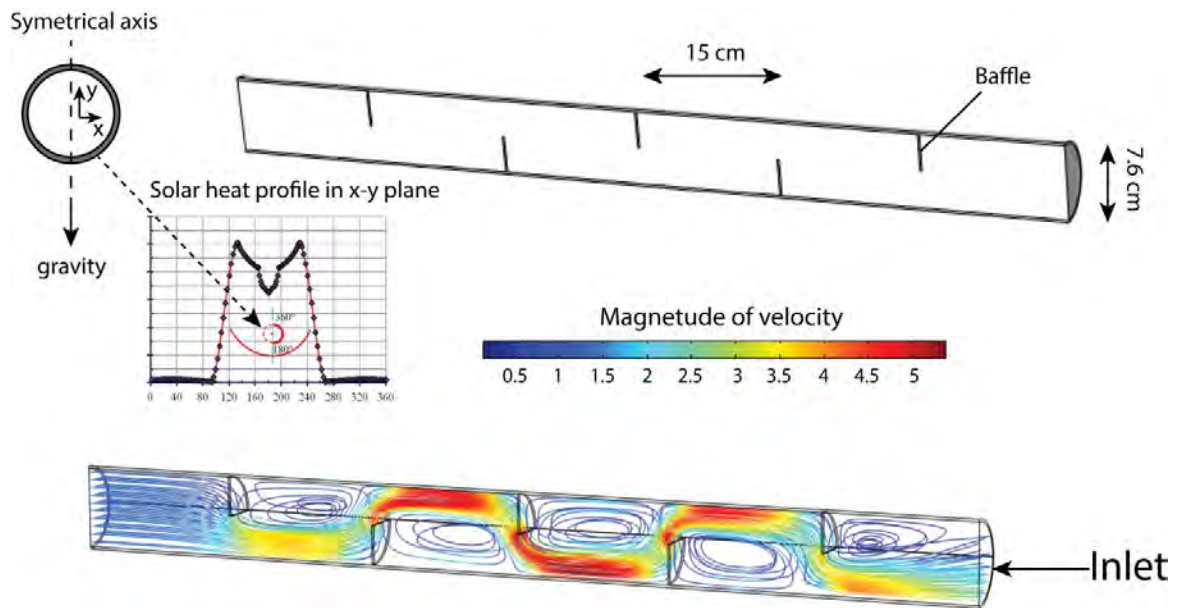 Symetrical axis
15 cm
Baffle
y
x
7.6 cm
Solar heat profile in x-y plane
gravity
360°
180°
0 40 80 120 160 200 240 280 320 360
Magnetude of velocity
0.5 1 1.5 2 2.5 3 3.5 4 4.5 5
Inlet